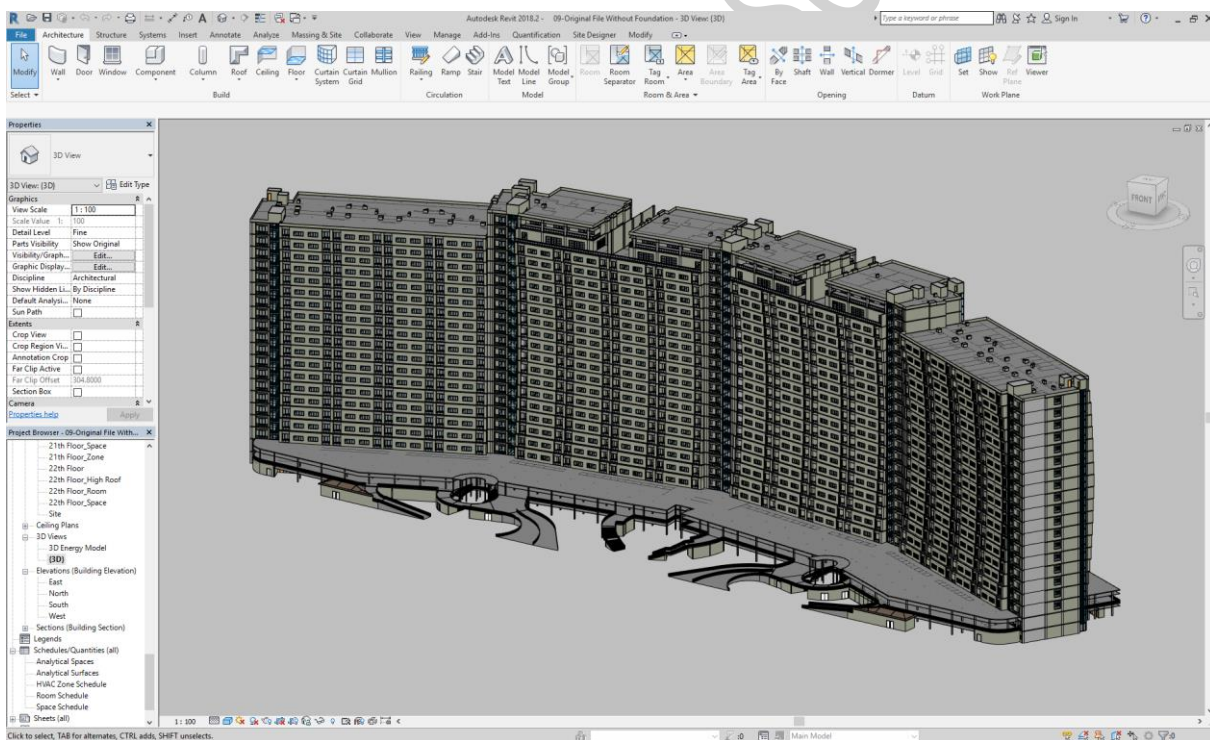 Autodesk Revit 2018.2 - 09-Original File Without Foundation - 3D View: {3D}
Type a keyword or phrase
Sign In
File Architecture Structure Systems Insert Annotate Analyze Massing & Site Collaborate View Manage Add-Ins Quantification Site Designer Modify
Modify Wall Door Window Component Column Roof Ceiling Floor Curtain System Curtain Grid Mullion Railing Ramp Stair Model Text Model Line Model Group Room Room Separator Tag Room Area Area Boundary Tag Area By Face Shaft Wall Vertical Dormer Level Grid Set Show Ref Plane Viewer
Select Build Circulation Model Room & Area Opening Datum Work Plane
Properties
3D View
3D View: {3D} Edit Type
Graphics
View Scale 1 : 100
Scale Value 1: 100
Detail Level Fine
Parts Visibility Show Original
Visibility/Graph... Edit...
Graphic Display... Edit...
Discipline Architectural
Show Hidden Li... By Discipline
Default Analysi... None
Sun Path
Extents
Crop View
Crop Region Vi...
Annotation Crop
Far Clip Active
Far Clip Offset 304.8000
Section Box
Camera
Properties help Apply
Project Browser - 09-Original File With...
21th Floor_Space
21th Floor_Zone
22th Floor
22th Floor_High Roof
22th Floor_Room
22th Floor_Space
Site
Ceiling Plans
3D Views
3D Energy Model
{3D}
Elevations (Building Elevation)
East
North
South
West
Sections (Building Section)
Legends
Schedules/Quantities (all)
Analytical Spaces
Analytical Surfaces
HVAC Zone Schedule
Room Schedule
Space Schedule
Sheets (all)
FRONT
1 : 100
Click to select, TAB for alternates, CTRL adds, SHIFT unselects.
:0
Main Model
:0